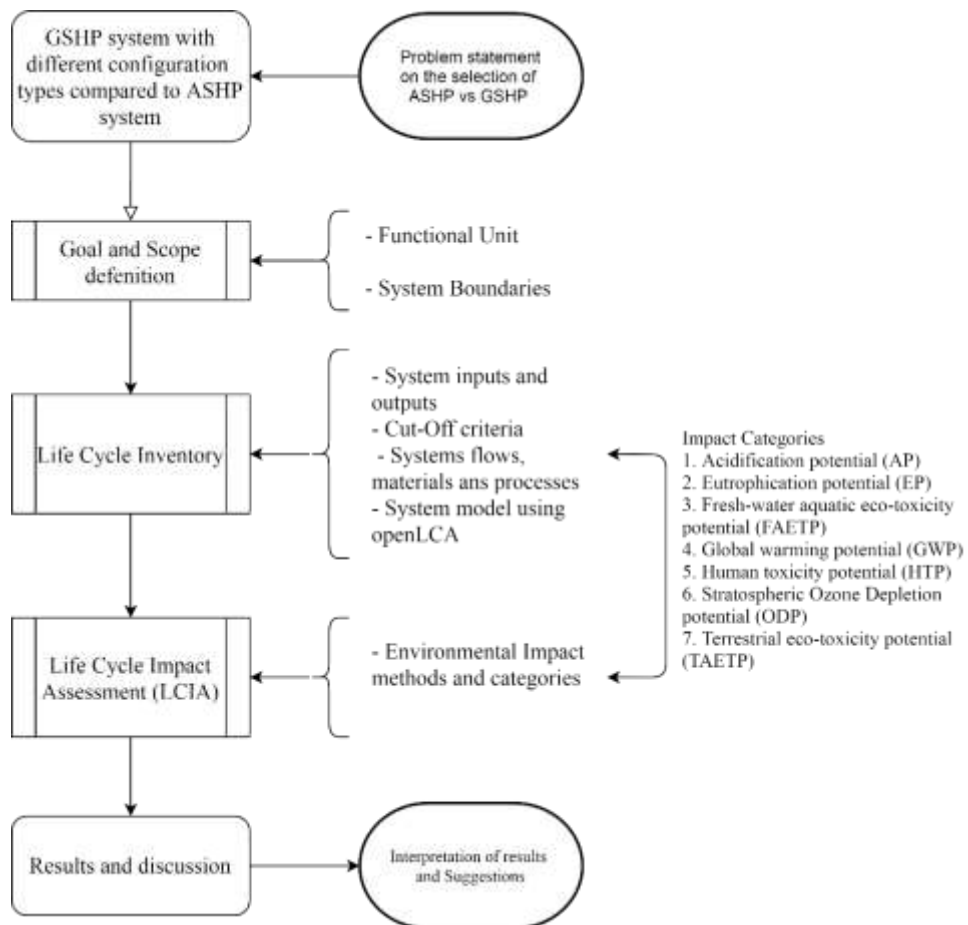 GSHP system with
different configuration
types compared to ASHP
system
Problem statement
on the selection of
ASHP vs GSHP
Goal and Scope
defenition
- Functional Unit
- System Boundaries
Life Cycle Inventory
- System inputs and
outputs
- Cut-Off criteria
- Systems flows,
materials ans processes
- System model using
openLCA
Impact Categories
1. Acidification potential (AP)
2. Eutrophication potential (EP)
3. Fresh-water aquatic eco-toxicity
potential (FAETP)
4. Global warming potential (GWP)
5. Human toxicity potential (HTP)
6. Stratospheric Ozone Depletion
potential (ODP)
7. Terrestrial eco-toxicity potential
(TAETP)
Life Cycle Impact
Assessment (LCIA)
- Environmental Impact
methods and categories
Results and discussion
Interpretation of results
and Suggestions